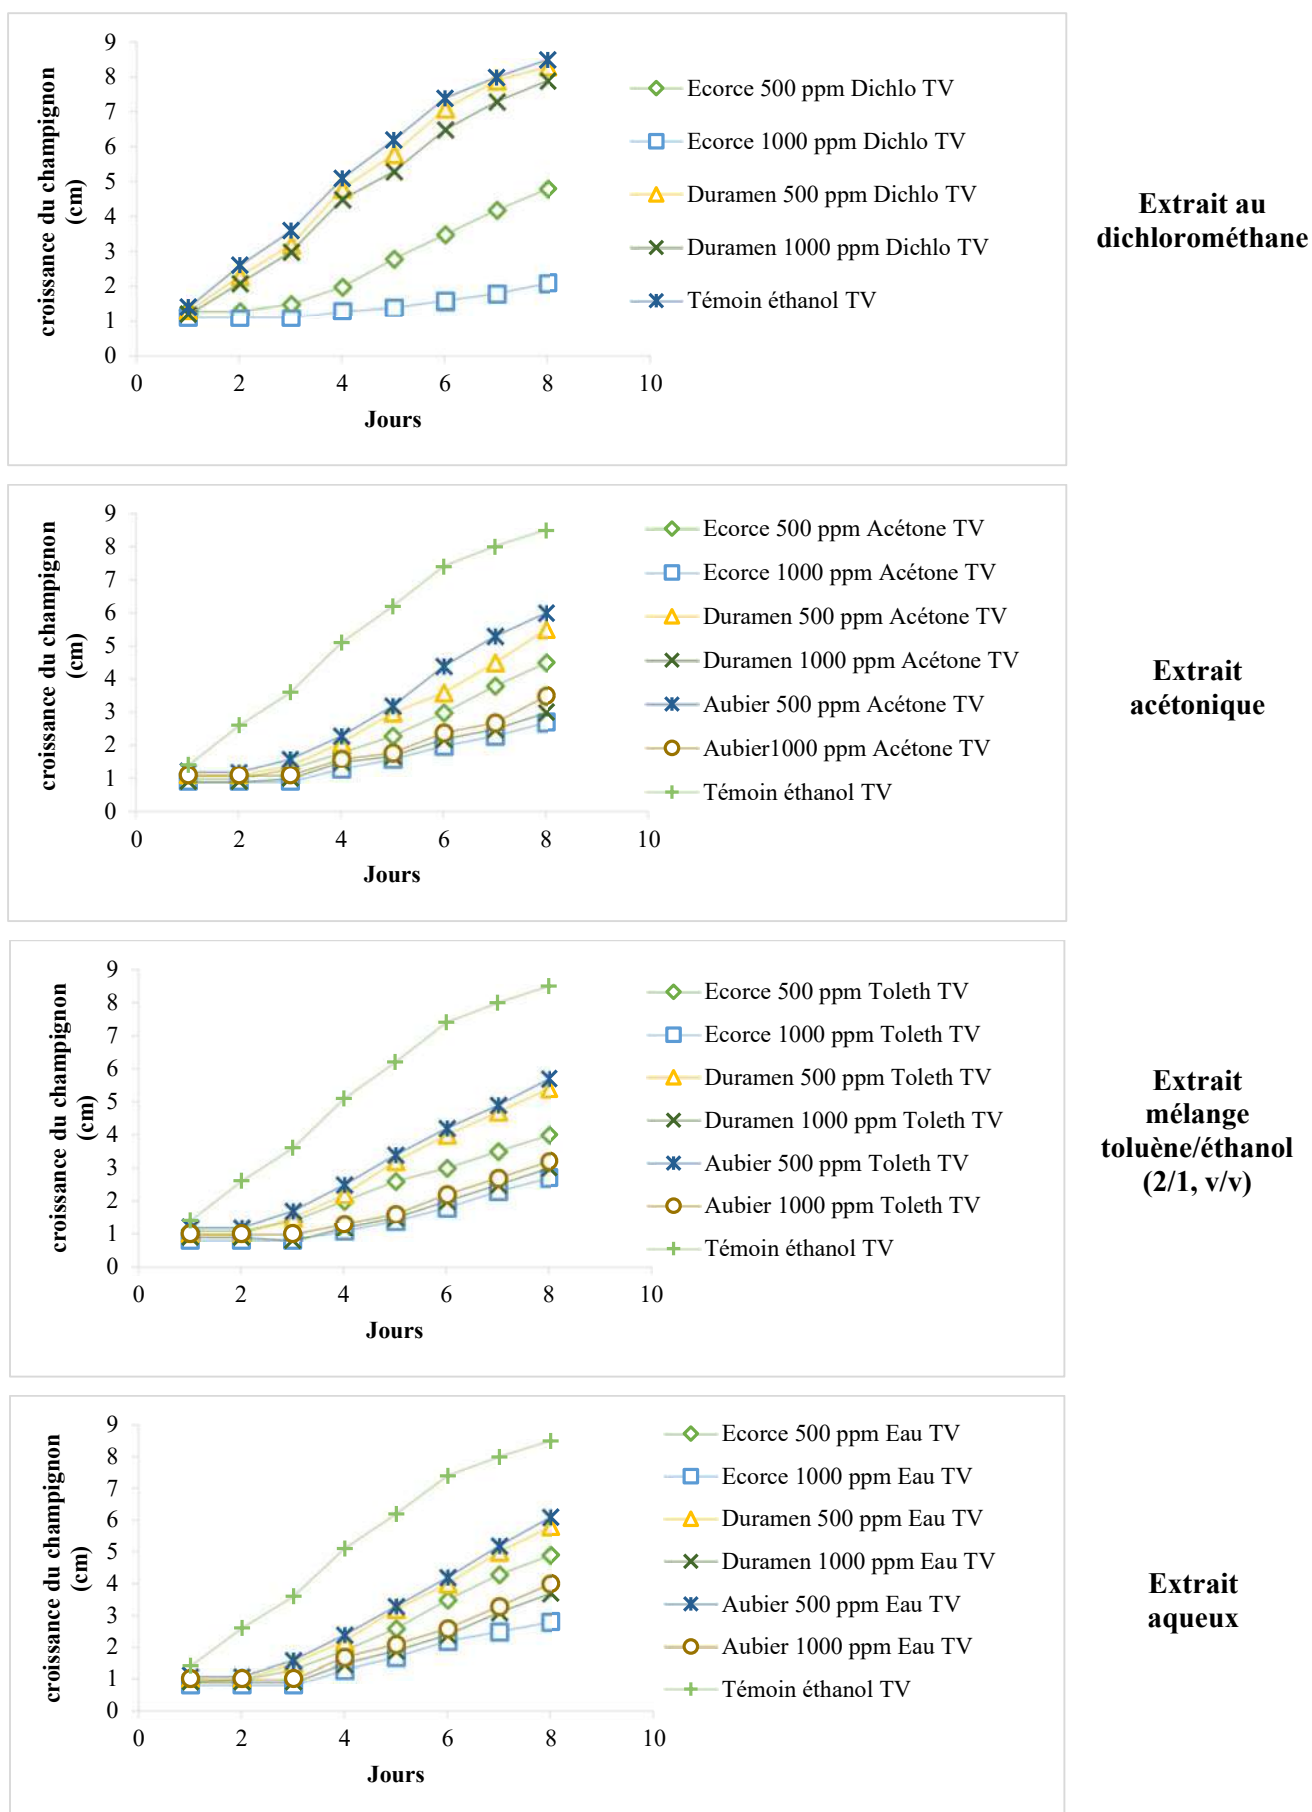 croissance du champignon
(cm)
9
8
7
6
5
4
3
2
1
0
0 2 4 6 8 10
Jours
Ecorce 500 ppm Dichlo TV
Ecorce 1000 ppm Dichlo TV
Duramen 500 ppm Dichlo TV
Duramen 1000 ppm Dichlo TV
Témoin éthanol TV
Extrait au
dichlorométhane
croissance du champignon
(cm)
9
8
7
6
5
4
3
2
1
0
0 2 4 6 8 10
Jours
Ecorce 500 ppm Acétone TV
Ecorce 1000 ppm Acétone TV
Duramen 500 ppm Acétone TV
Duramen 1000 ppm Acétone TV
Aubier 500 ppm Acétone TV
Aubier1000 ppm Acétone TV
Témoin éthanol TV
Extrait
acétonique
croissance du champignon
(cm)
9
8
7
6
5
4
3
2
1
0
0 2 4 6 8 10
Jours
Ecorce 500 ppm Toleth TV
Ecorce 1000 ppm Toleth TV
Duramen 500 ppm Toleth TV
Duramen 1000 ppm Toleth TV
Aubier 500 ppm Toleth TV
Aubier 1000 ppm Toleth TV
Témoin éthanol TV
Extrait
mélange
toluène/éthanol
(2/1, v/v)
croissance du champignon
(cm)
9
8
7
6
5
4
3
2
1
0
0 2 4 6 8 10
Jours
Ecorce 500 ppm Eau TV
Ecorce 1000 ppm Eau TV
Duramen 500 ppm Eau TV
Duramen 1000 ppm Eau TV
Aubier 500 ppm Eau TV
Aubier 1000 ppm Eau TV
Témoin éthanol TV
Extrait
aqueux